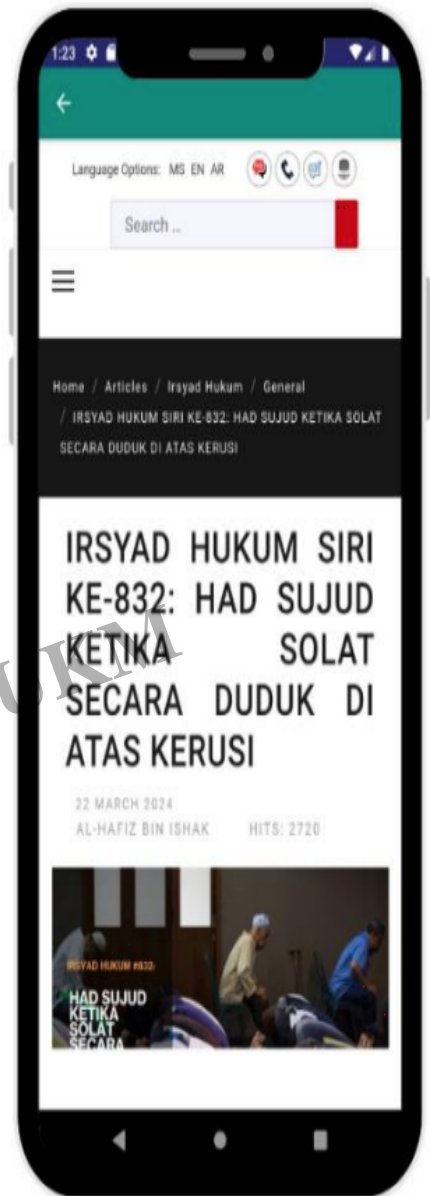 1:23
Language Options: MS EN AR
Search ...
Home / Articles / Irsyad Hukum / General
/ IRSYAD HUKUM SIRI KE-832: HAD SUJUD KETIKA SOLAT
SECARA DUDUK DI ATAS KERUSI
IRSYAD HUKUM SIRI
KE-832: HAD SUJUD
KETIKA SOLAT
SECARA DUDUK DI
ATAS KERUSI
UKM
22 MARCH 2024
AL-HAFIZ BIN ISHAK HITS: 2720
IRSYAD HUKUM #832:
HAD SUJUD
KETIKA
SOLAT
SECARA